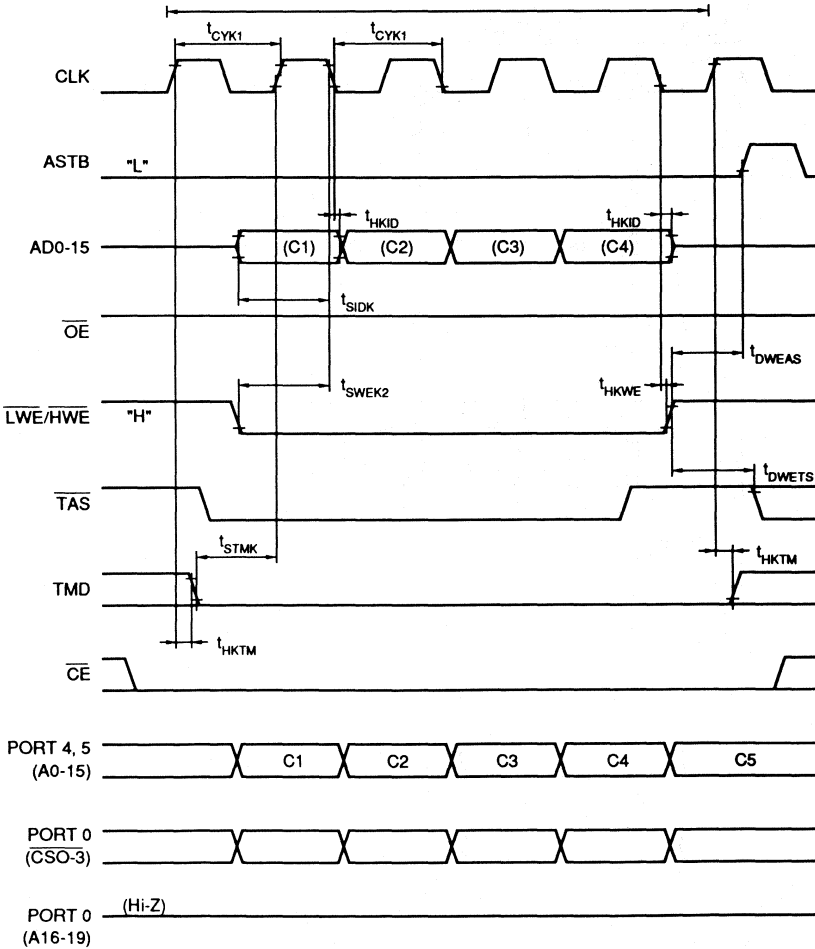 tCYK1 tCYK1
CLK
ASTB "L"
tHKID tHKID
AD0-15 (C1) (C2) (C3) (C4)
tSIDK
OE
tDWEAS
tSWEK2 tHKWE
LWE/HWE "H"
tDWETS
TAS
tSTMK tHKTM
TMD
tHKTM
CE
PORT 4, 5 C1 C2 C3 C4 C5
(A0-15)
PORT 0
(CSO-3)
(Hi-Z)
PORT 0
(A16-19)